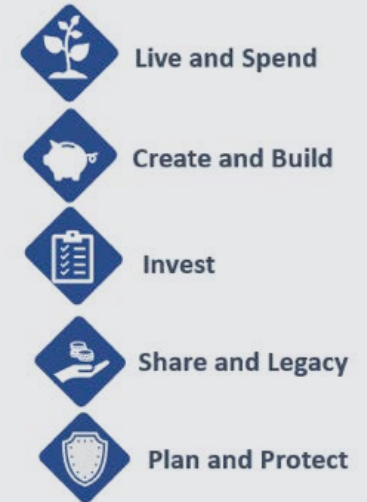 Live and Spend
Create and Build
Invest
Share and Legacy
Plan and Protect